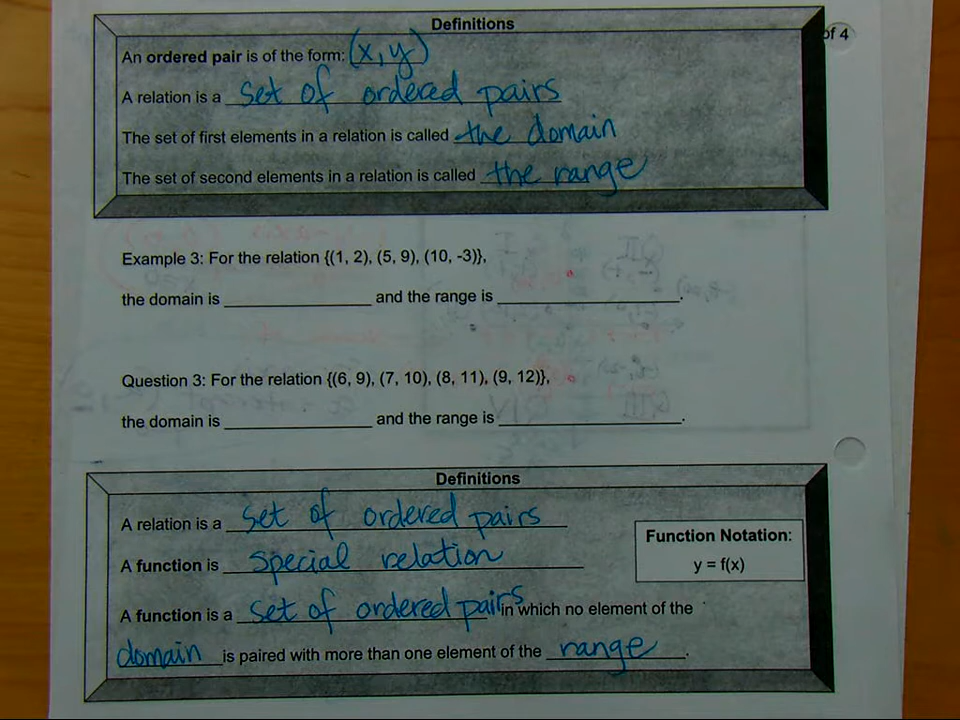 Definitions
of 4
An ordered pair is of the form: (x, y)
A relation is a set of ordered pairs
The set of first elements in a relation is called the domain
The set of second elements in a relation is called the range
Example 3: For the relation {(1, 2), (5, 9), (10, -3)},
the domain is ______________ and the range is _________________.
Question 3: For the relation {(6, 9), (7, 10), (8, 11), (9, 12)},
the domain is ______________ and the range is _________________.
Definitions
A relation is a set of ordered pairs
A function is special relation
Function Notation:
y = f(x)
A function is a set of ordered pairs in which no element of the
domain is paired with more than one element of the range.